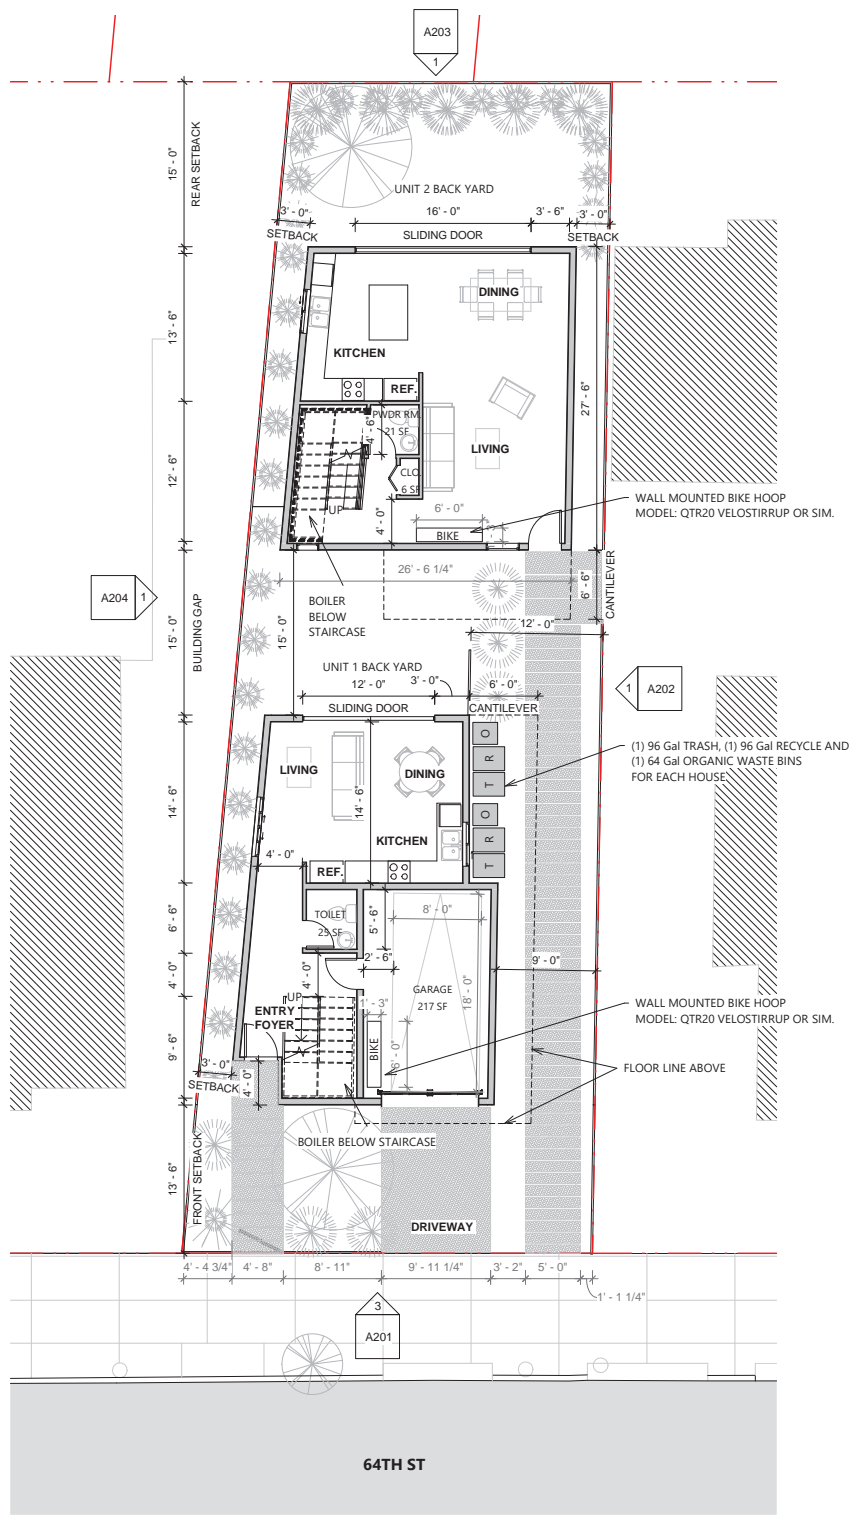 A203
1
15' - 0"
REAR SETBACK
UNIT 2 BACK YARD
3' - 0"
16' - 0"
3' - 6"
3' - 0"
SETBACK
SLIDING DOOR
SETBACK
DINING
13' - 6"
KITCHEN
REF.
27' - 6"
PWDR RM.
21 SF
4' - 6"
LIVING
12' - 6"
CLO.
6 SF
UP
6' - 0"
4' - 0"
BIKE
WALL MOUNTED BIKE HOOP
MODEL: QTR20 VELOSTIRRUP OR SIM.
26' - 6 1/4"
6' - 6"
CANTILEVER
A204
1
BOILER
BELOW
STAIRCASE
12' - 0"
15' - 0"
BUILDING GAP
15' - 0"
UNIT 1 BACK YARD
3' - 0"
12' - 0"
6' - 0"
1
A202
SLIDING DOOR
CANTILEVER
O
R
T
O
R
T
(1) 96 Gal TRASH, (1) 96 Gal RECYCLE AND
(1) 64 Gal ORGANIC WASTE BINS
FOR EACH HOUSE.
LIVING
DINING
14' - 6"
14' - 6"
KITCHEN
4' - 0"
REF.
6' - 6"
TOILET
25 SF
5' - 6"
8' - 0"
4' - 0"
4' - 0"
2' - 6"
9' - 0"
GARAGE
217 SF
18' - 0"
UP
ENTRY
FOYER
1' - 3"
WALL MOUNTED BIKE HOOP
MODEL: QTR20 VELOSTIRRUP OR SIM.
9' - 6"
BIKE
6' - 0"
3' - 0"
SETBACK
4' - 0"
FLOOR LINE ABOVE
BOILER BELOW STAIRCASE
13' - 6"
FRONT SETBACK
DRIVEWAY
4' - 4 3/4"
4' - 8"
8' - 11"
9' - 11 1/4"
3' - 2"
5' - 0"
1' - 1 1/4"
3
A201
64TH ST